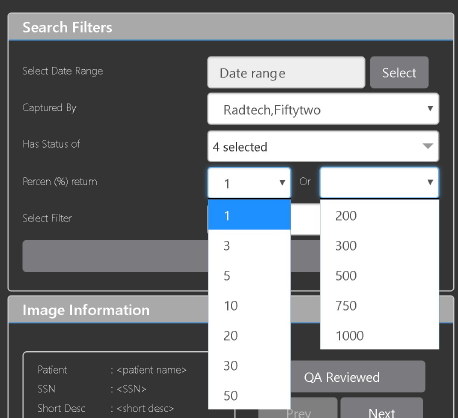 Search Filters
Select Date Range
Date range
Select
Captured By
Radtech,Fiftytwo
Has Status of
4 selected
Percen (%) return
1
Or
Select Filter
1
3
5
10
20
30
50
200
300
500
750
1000
Image Information
Patient : <patient name>
SSN : <SSN>
Short Desc : <short desc>
QA Reviewed
Prev
Next